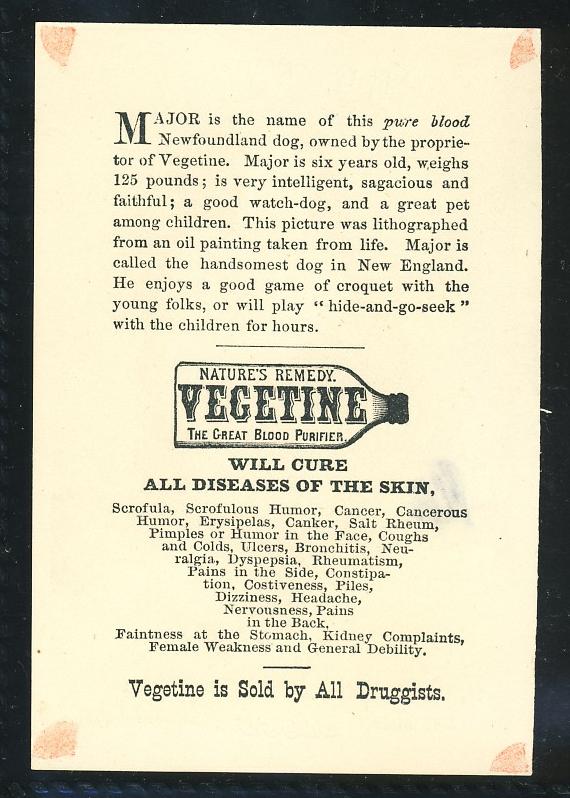 MAJOR is the name of this pure blood
Newfoundland dog, owned by the proprie-
tor of Vegetine. Major is six years old, weighs
125 pounds; is very intelligent, sagacious and
faithful; a good watch-dog, and a great pet
among children. This picture was lithographed
from an oil painting taken from life. Major is
called the handsomest dog in New England.
He enjoys a good game of croquet with the
young folks, or will play “hide-and-go-seek”
with the children for hours.
NATURE'S REMEDY.
VEGETINE
THE GREAT BLOOD PURIFIER.
WILL CURE
ALL DISEASES OF THE SKIN,
Scrofula, Scrofulous Humor, Cancer, Cancerous
Humor, Erysipelas, Canker, Salt Rheum,
Pimples or Humor in the Face, Coughs
and Colds, Ulcers, Bronchitis, Neu-
ralgia, Dyspepsia, Rheumatism,
Pains in the Side, Constipa-
tion, Costiveness, Piles,
Dizziness, Headache,
Nervousness, Pains
in the Back,
Faintness at the Stomach, Kidney Complaints,
Female Weakness and General Debility.
Vegetine is Sold by All Druggists.